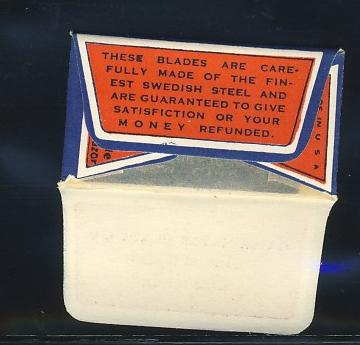 THESE BLADES ARE CARE-
FULLY MADE OF THE FIN-
EST SWEDISH STEEL AND
ARE GUARANTEED TO GIVE
SATISFICTION OR YOUR
MONEY REFUNDED.
IN U S A